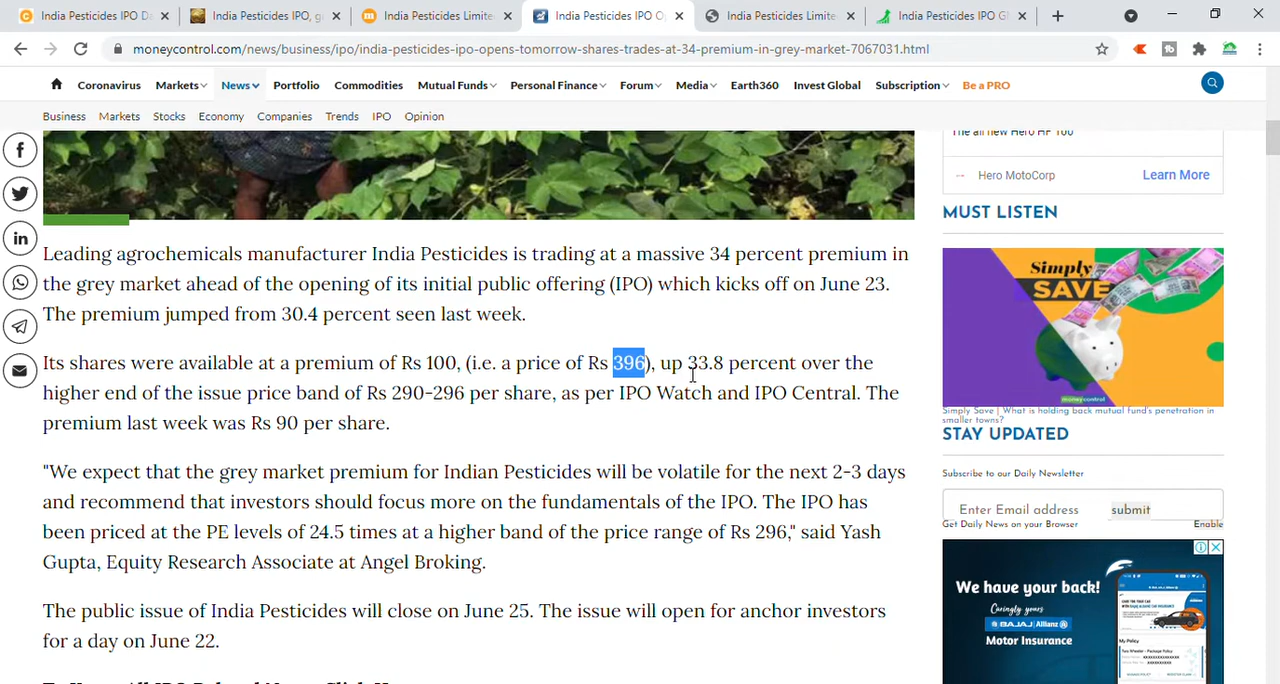 India Pesticides IPO Da
India Pesticides IPO, g
India Pesticides Limite
India Pesticides IPO O
India Pesticides Limite
India Pesticides IPO GM
moneycontrol.com/news/business/ipo/india-pesticides-ipo-opens-tomorrow-shares-trades-at-34-premium-in-grey-market-7067031.html
Coronavirus Markets News Portfolio Commodities Mutual Funds Personal Finance Forum Media Earth360 Invest Global Subscription Be a PRO
Business Markets Stocks Economy Companies Trends IPO Opinion
The all new Hero HF 100
Hero MotoCorp Learn More
MUST LISTEN
Simply
SAVE
moneycontrol
Simply Save | What is holding back mutual fund's penetration in
smaller towns?
STAY UPDATED
Subscribe to our Daily Newsletter
Enter Email address submit
Get Daily News on your Browser Enable
We have your back!
Caringly yours
BAJAJ Allianz
Motor Insurance
Leading agrochemicals manufacturer India Pesticides is trading at a massive 34 percent premium in
the grey market ahead of the opening of its intial public offering (IPO) which kicks off on June 23.
The premium jumped from 30.4 percent seen last week.
Its shares were available at a premium of Rs 100, (i.e. a price of Rs 396), up 33.8 percent over the
higher end of the issue price band of Rs 290-296 per share, as per IPO Watch and IPO Central. The
premium last week was Rs 90 per share.
"We expect that the grey market premium for Indian Pesticides will be volatile for the next 2-3 days
and recommend that investors should focus more on the fundamentals of the IPO. The IPO has
been priced at the PE levels of 24.5 times at a higher band of the price range of Rs 296," said Yash
Gupta, Equity Research Associate at Angel Broking.
The public issue of India Pesticides will close on June 25. The issue will open for anchor investors
for a day on June 22.